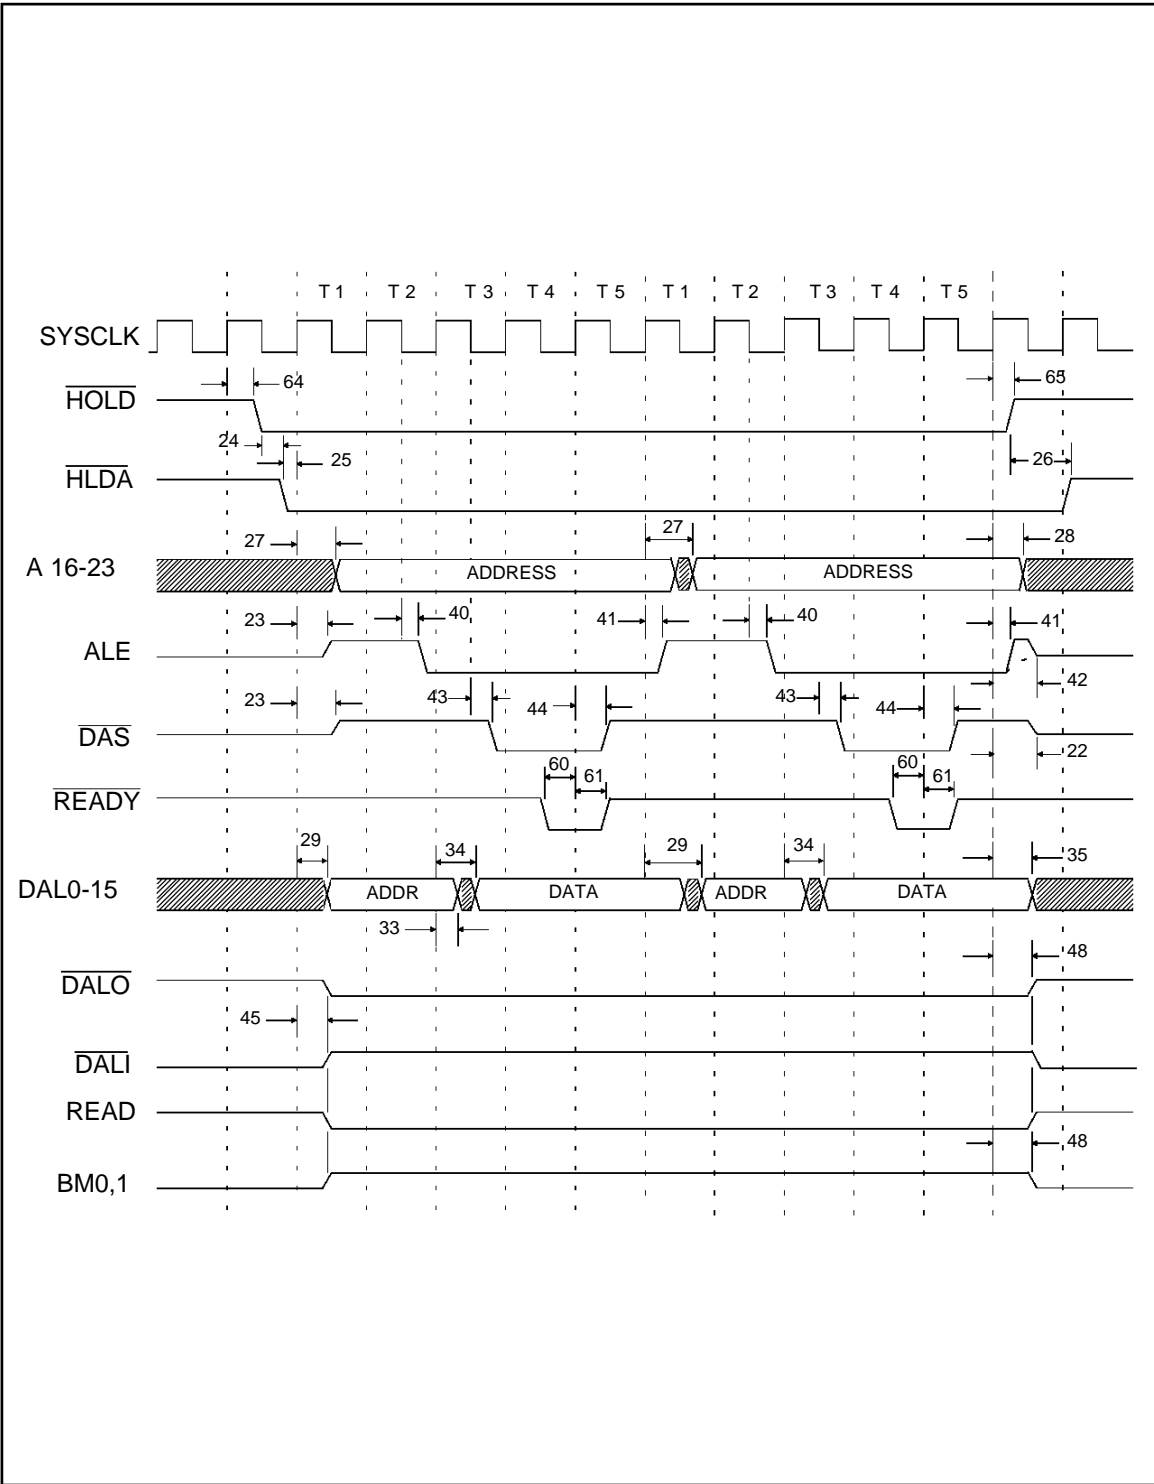 T 1 T 2 T 3 T 4 T 5 T 1 T 2 T 3 T 4 T 5
SYSCLK
64 65
HOLD
24
25 26
HLDA
27 27 28
A 16-23 ADDRESS ADDRESS
23 40 41 40 41
ALE
42
23 43 44 43 44
DAS
22
60 61 60 61
READY
29 34 29 34 35
DAL0-15 ADDR DATA ADDR DATA
33
48
DALO
45
DALI
READ
48
BM0,1